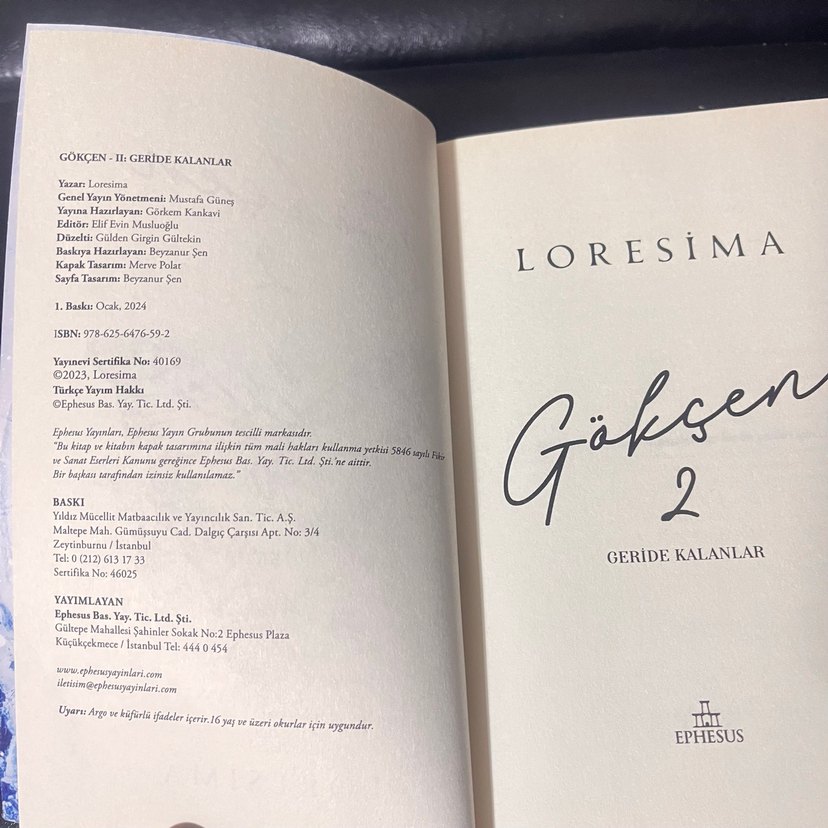 GÖKÇEN - II: GERİDE KALANLAR
Yazar: Loresima
Genel Yayın Yönetmeni: Mustafa Güneş
Yayına Hazırlayan: Görkem Kankavi
Editör: Elif Evin Musluoğlu
Düzelti: Gülden Girgin Gültekin
Baskıya Hazırlayan: Beyzanur Şen
Kapak Tasarım: Merve Polat
Sayfa Tasarım: Beyzanur Şen
1. Baskı: Ocak, 2024
ISBN: 978-625-6476-59-2
Yayınevi Sertifika No: 40169
©2023, Loresima
Türkçe Yayım Hakkı
©Ephesus Bas. Yay. Tic. Ltd. Şti.
Ephesus Yayınları, Ephesus Yayın Grubunun tescilli markasıdır.
"Bu kitap ve kitabın kapak tasarımına ilişkin tüm mali hakları kullanma yetkisi 5846 sayılı Fikir
ve Sanat Eserleri Kanunu gereğince Ephesus Bas. Yay. Tic. Ltd. Şti.'ne aittir.
Bir başkası tarafından izinsiz kullanılamaz."
BASKI
Yıldız Mücellit Matbaacılık ve Yayıncılık San. Tic. A.Ş.
Maltepe Mah. Gümüşsuyu Cad. Dalgıç Çarşısı Apt. No: 3/4
Zeytinburnu / İstanbul
Tel: 0 (212) 613 17 33
Sertifika No: 46025
YAYIMLAYAN
Ephesus Bas. Yay. Tic. Ltd. Şti.
Gültepe Mahallesi Şahinler Sokak No:2 Ephesus Plaza
Küçükçekmece / İstanbul Tel: 444 0 454
www.ephesusyayinlari.com
iletisim@ephesusyayinlari.com
Uyarı: Argo ve küfürlü ifadeler içerir.16 yaş ve üzeri okurlar için uygundur.
LORESİMA
Gökçen
2
GERİDE KALANLAR
EPHESUS